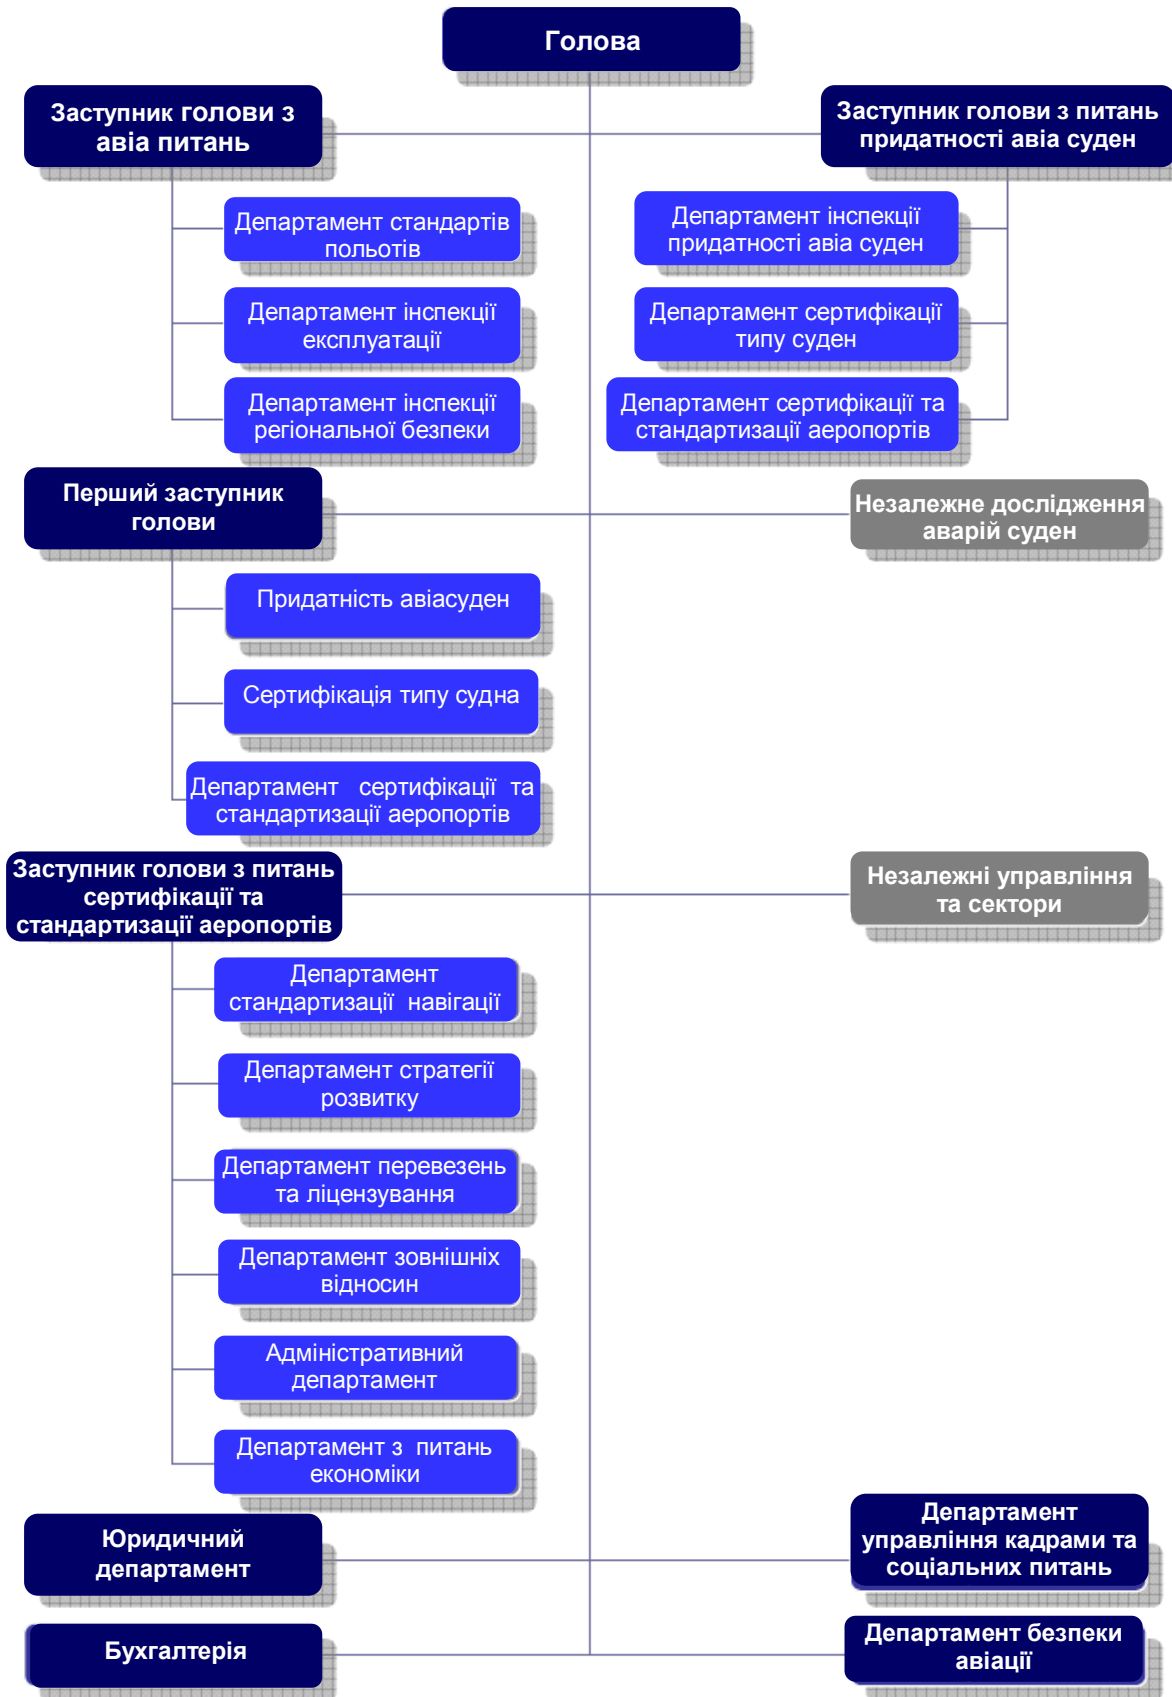 Голова
Заступник голови з
авіа питань
Заступник голови з питань
придатності авіа суден
Департамент стандартів
польотів
Департамент інспекції
придатності авіа суден
Департамент інспекції
експлуатації
Департамент сертифікації
типу суден
Департамент інспекції
регіональної безпеки
Департамент сертифікації та
стандартизації аеропортів
Перший заступник
голови
Незалежне дослідження
аварій суден
Придатність авіасуден
Сертифікація типу судна
Департамент сертифікації та
стандартизації аеропортів
Заступник голови з питань
сертифікації та
стандартизації аеропортів
Незалежні управління
та сектори
Департамент
стандартизації навігації
Департамент стратегії
розвитку
Департамент перевезень
та ліцензування
Департамент зовнішніх
відносин
Адміністративний
департамент
Департамент з питань
економіки
Юридичний
департамент
Департамент
управління кадрами та
соціальних питань
Бухгалтерія
Департамент безпеки
авіації